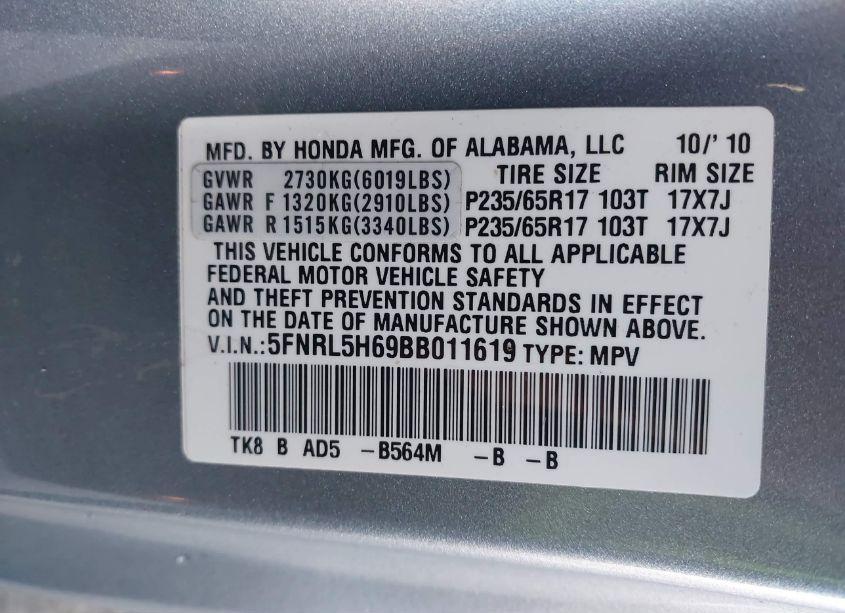 MFD. BY HONDA MFG. OF ALABAMA, LLC 10/' 10
GVWR 2730KG(6019LBS) TIRE SIZE RIM SIZE
GAWR F 1320KG(2910LBS) P235/65R17 103T 17X7J
GAWR R 1515KG(3340LBS) P235/65R17 103T 17X7J
THIS VEHICLE CONFORMS TO ALL APPLICABLE
FEDERAL MOTOR VEHICLE SAFETY
AND THEFT PREVENTION STANDARDS IN EFFECT
ON THE DATE OF MANUFACTURE SHOWN ABOVE.
V.I.N.:5FNRL5H69BB011619 TYPE: MPV
TK8 B AD5 -B564M -B -B